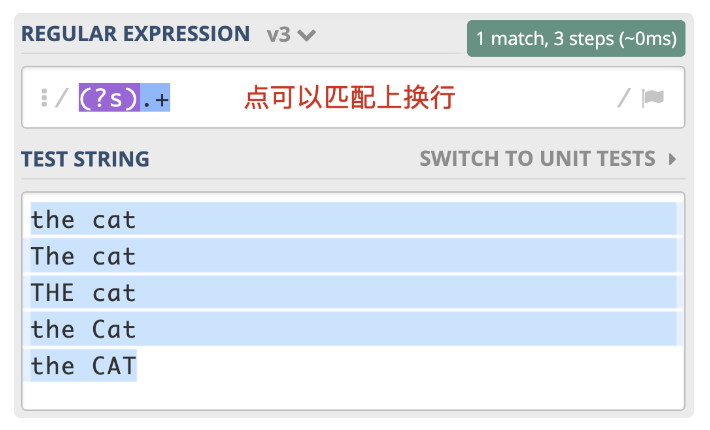 REGULAR EXPRESSION v3 1 match, 3 steps (~0ms)
/ (?s).+ 点可以匹配上换行 /
TEST STRING SWITCH TO UNIT TESTS
the cat
The cat
THE cat
the Cat
the CAT